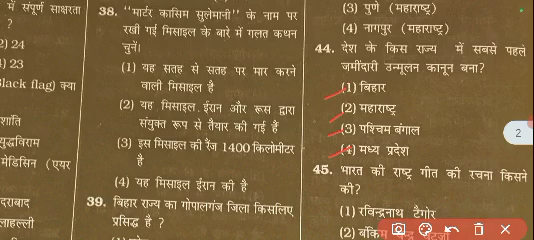 में संपूर्ण साक्षरता
?
2) 24
) 23
lack flag) क्या
शांति
युद्धविराम
मेडिसिन (एयर
दराबाद
लाहल्ली
38. ‘‘मार्टर कासिम सुलेमानी’’ के नाम पर
रखी गई मिसाइल के बारे में गलत कथन
चुनें।
(1) यह सतह से सतह पर मार करने
वाली मिसाइल है
(2) यह मिसाइल ईरान और रूस द्वारा
संयुक्त रूप से तैयार की गई हैं
(3) इस मिसाइल की रेंज 1400 किलोमीटर
है
(4) यह मिसाइल ईरान की है
39. बिहार राज्य का गोपालगंज जिला किसलिए
प्रसिद्ध है ?
(3) पुणे (महाराष्ट्र)
(4) नागपुर (महाराष्ट्र)
44. देश के किस राज्य में सबसे पहले
जमींदारी उन्मूलन कानून बना?
(1) बिहार
(2) महाराष्ट्र
(3) पश्चिम बंगाल
(4) मध्य प्रदेश
45. भारत की राष्ट्र गीत की रचना किसने
की?
(1) रविन्द्रनाथ टैगोर
(2) बंकिम
2